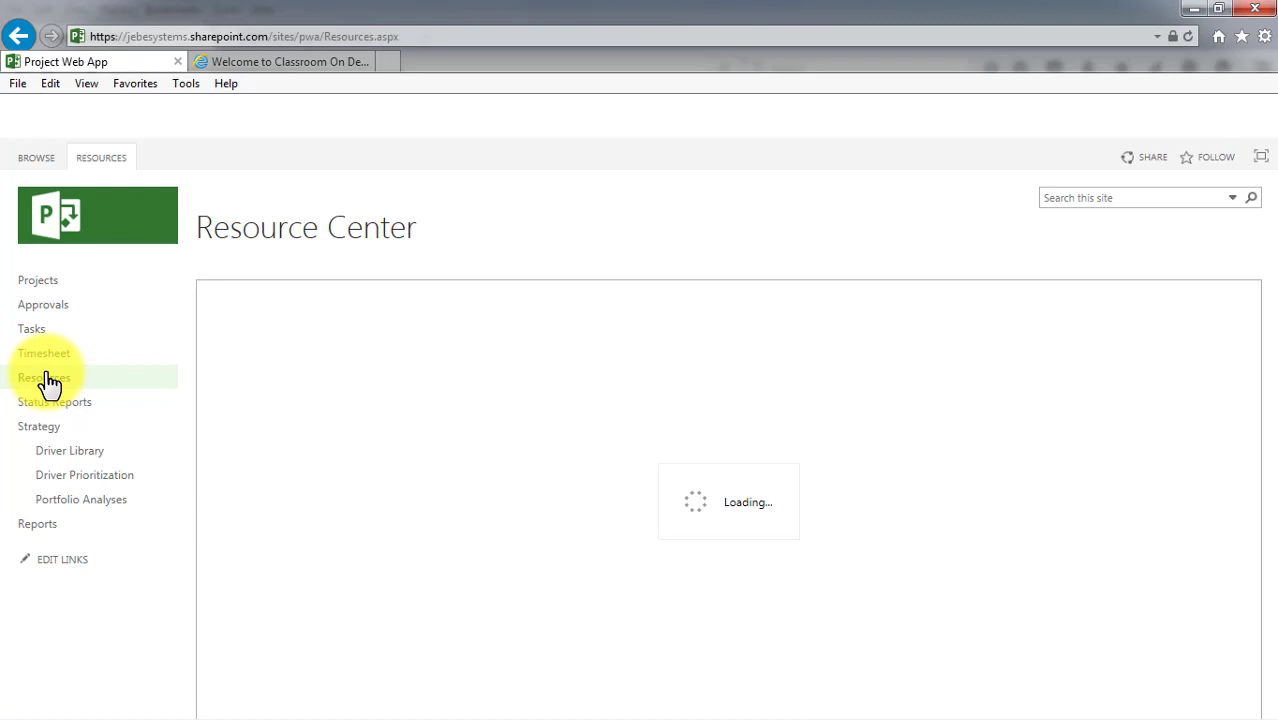 https://jebesystems.sharepoint.com/sites/pwa/Resources.aspx
Project Web App
Welcome to Classroom On De...
File Edit View Favorites Tools Help
BROWSE RESOURCES SHARE FOLLOW
Search this site
P
Resource Center
Projects
Approvals
Tasks
Timesheet
Resources
Status Reports
Strategy
Driver Library
Driver Prioritization
Portfolio Analyses
Reports
EDIT LINKS
Loading...